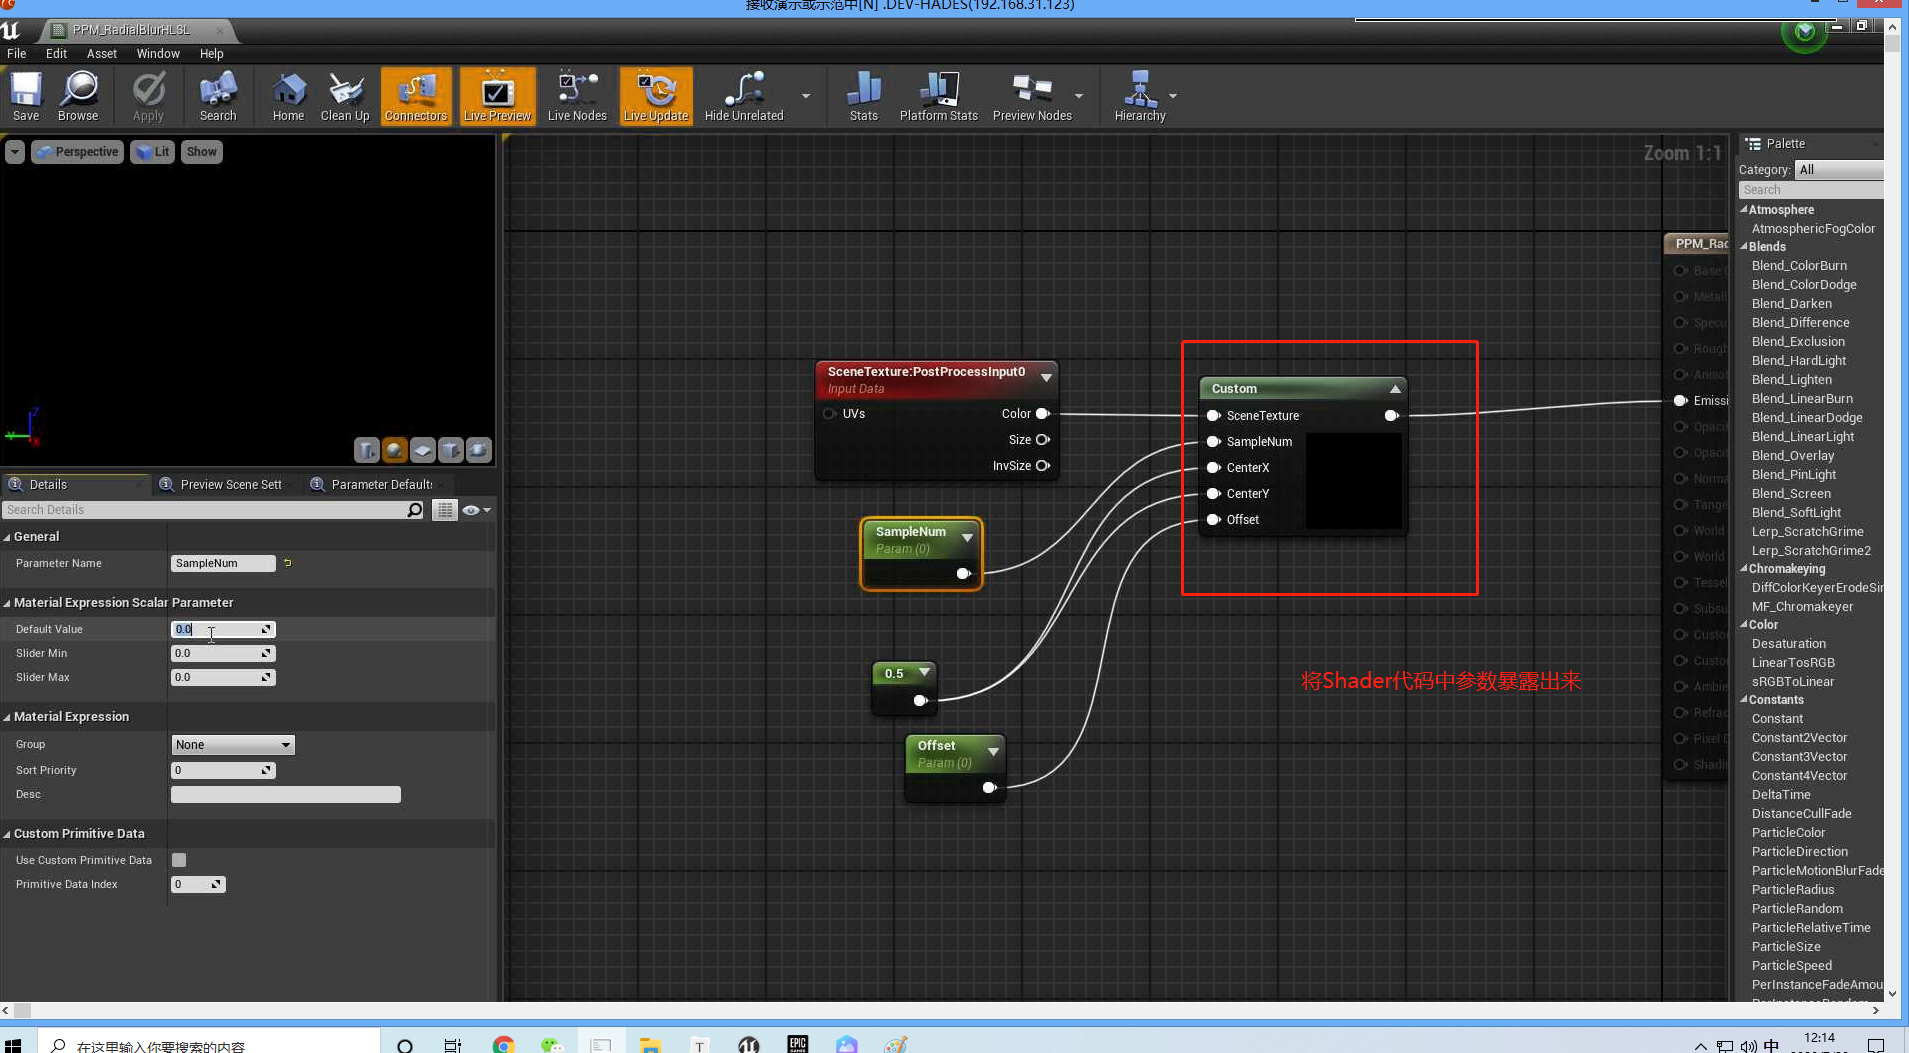 接收演示或示范中[N] .DEV-HADES(192.168.31.123)
PPM_RadialBlurHLSL
File Edit Asset Window Help
Save Browse Apply Search Home Clean Up Connectors Live Preview Live Nodes Live Update Hide Unrelated Stats Platform Stats Preview Nodes Hierarchy
Perspective Lit Show
Zoom 1:1
Z
Y
X
Details Preview Scene Sett Parameter Default
Search Details
General
Parameter Name SampleNum
Material Expression Scalar Parameter
Default Value 0.0
Slider Min 0.0
Slider Max 0.0
Material Expression
Group None
Sort Priority 0
Desc
Custom Primitive Data
Use Custom Primitive Data
Primitive Data Index 0
SceneTexture:PostProcessInput0
Input Data
UVs Color
Size
InvSize
SampleNum
Param (0)
0.5
Offset
Param (0)
Custom
SceneTexture
SampleNum
CenterX
CenterY
Offset
将Shader代码中参数暴露出来
PPM_Rad
Base
Metall
Specu
Roug
Aniso
Emissi
Opaci
Opaci
Norma
Tange
World
World
Tessel
Subsu
Custo
Custo
Ambie
Refrac
Pixel D
Shadi
Palette
Category: All
Search
Atmosphere
AtmosphericFogColor
Blends
Blend_ColorBurn
Blend_ColorDodge
Blend_Darken
Blend_Difference
Blend_Exclusion
Blend_HardLight
Blend_Lighten
Blend_LinearBurn
Blend_LinearDodge
Blend_LinearLight
Blend_Overlay
Blend_PinLight
Blend_Screen
Blend_SoftLight
Lerp_ScratchGrime
Lerp_ScratchGrime2
Chromakeying
DiffColorKeyerErodeSin
MF_Chromakeyer
Color
Desaturation
LinearTosRGB
sRGBToLinear
Constants
Constant
Constant2Vector
Constant3Vector
Constant4Vector
DeltaTime
DistanceCullFade
ParticleColor
ParticleDirection
ParticleMotionBlurFade
ParticleRadius
ParticleRandom
ParticleRelativeTime
ParticleSize
ParticleSpeed
PerInstanceFadeAmou
在这里输入你要搜索的内容
T
EPIC
GAMES
中
12:14